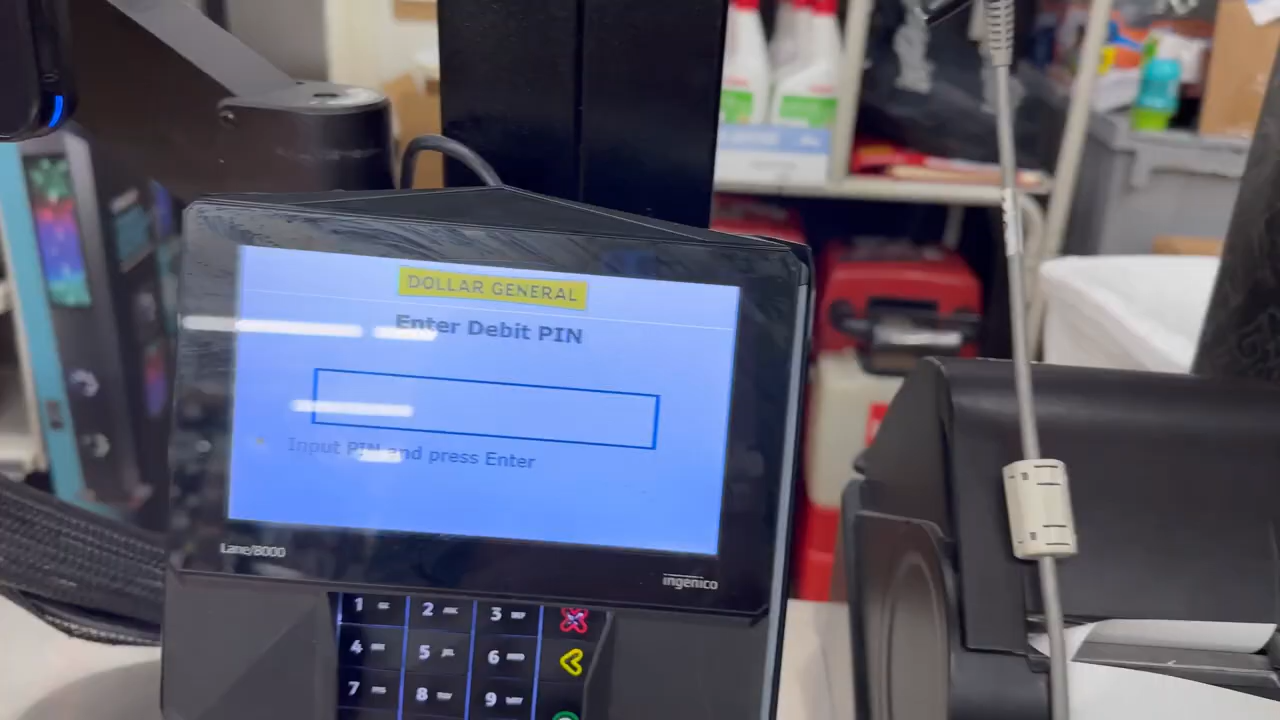 DOLLAR GENERAL
Enter Debit PIN
Input PIN and press Enter
Lane/8000
ingenico
1 2 3
4 5 6
7 8 9